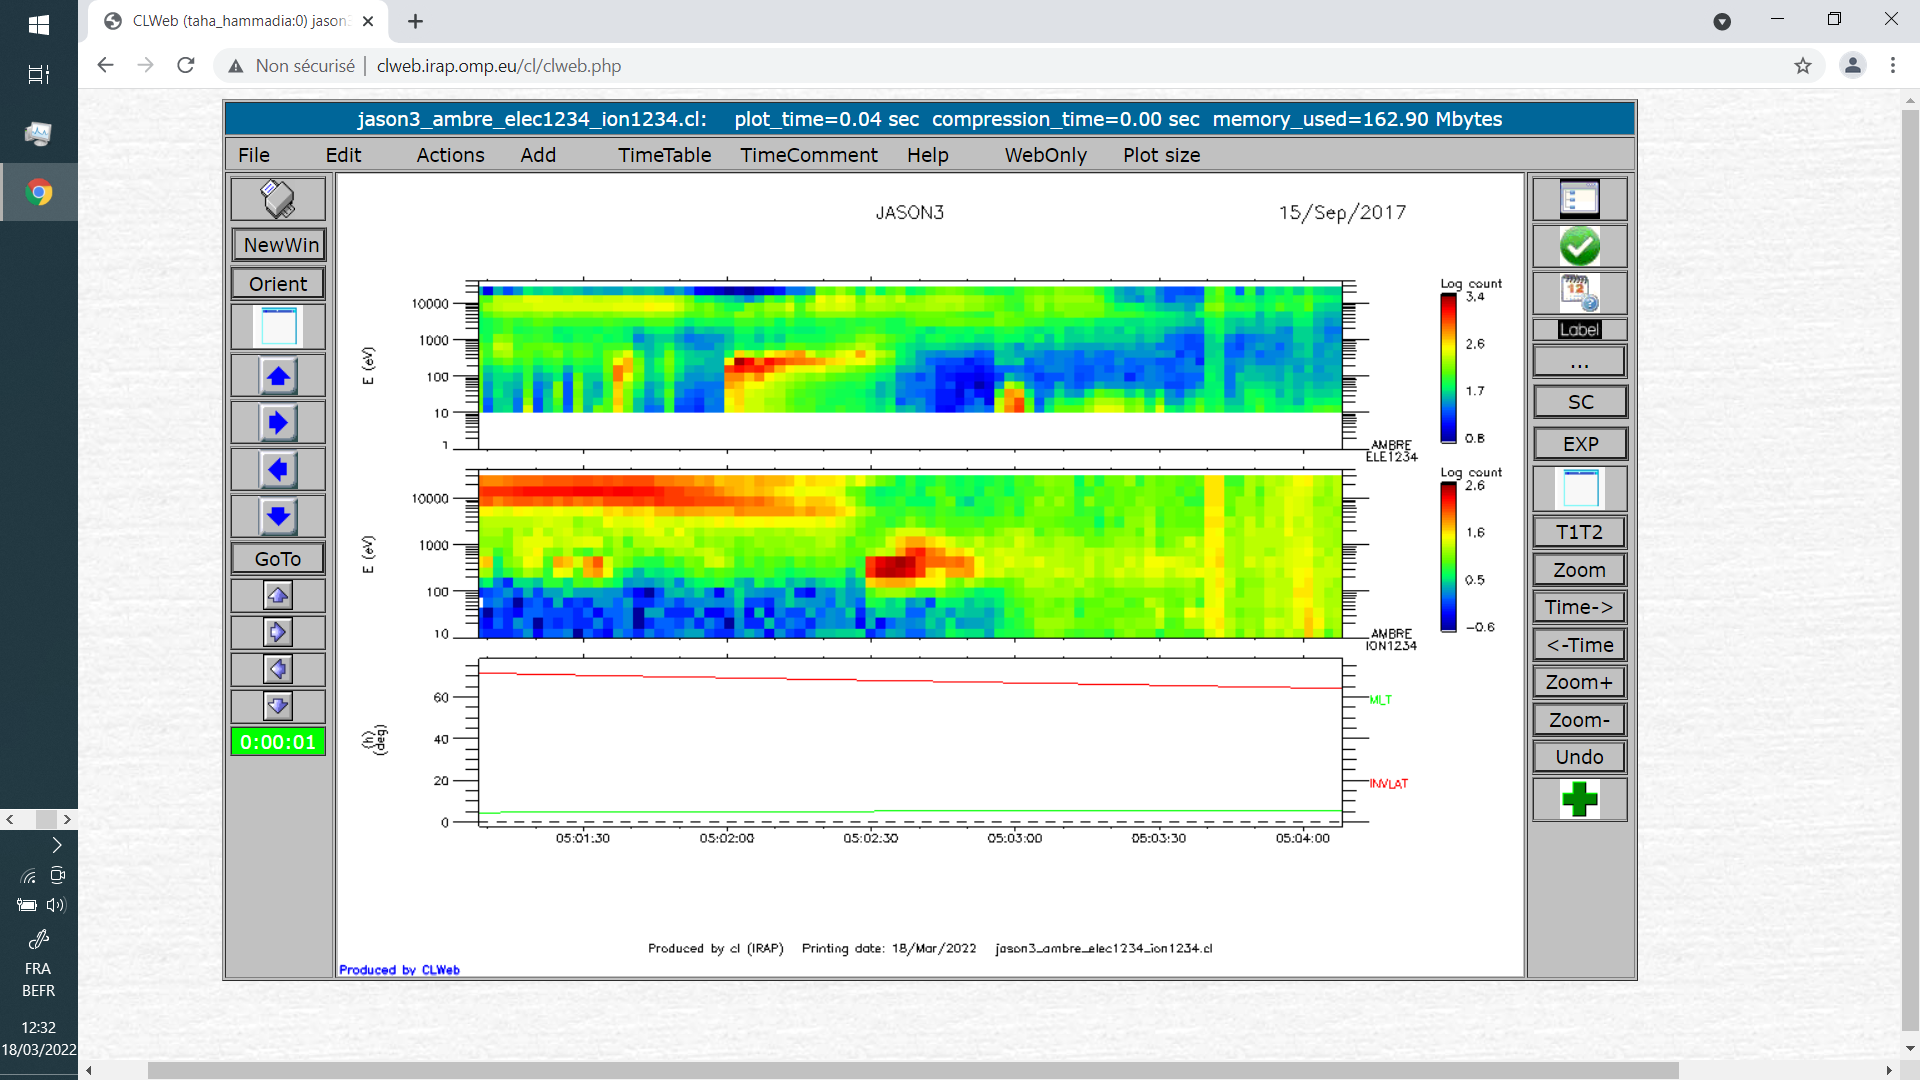 CLWeb (taha_hammadia:0) jason3
Non sécurisé | clweb.irap.omp.eu/cl/clweb.php
jason3_ambre_elec1234_ion1234.cl: plot_time=0.04 sec compression_time=0.00 sec memory_used=162.90 Mbytes
File Edit Actions Add TimeTable TimeComment Help WebOnly Plot size
NewWin
Orient
GoTo
0:00:01
JASON3 15/Sep/2017
E (eV)
10000
1000
100
10
1
Log count
3.4
2.6
1.7
0.8
AMBRE
ELE1234
E (eV)
10000
1000
100
10
Log count
2.6
1.6
0.5
-0.6
AMBRE
ION1234
(h)
(deg)
60
40
20
0
MLT
INVLAT
05:01:30 05:02:00 05:02:30 05:03:00 05:03:30 05:04:00
Produced by cl (IRAP) Printing date: 18/Mar/2022 jason3_ambre_elec1234_ion1234.cl
Produced by CLWeb
12
Label
...
SC
EXP
T1T2
Zoom
Time->
<-Time
Zoom+
Zoom-
Undo
FRA
BEFR
12:32
18/03/2022